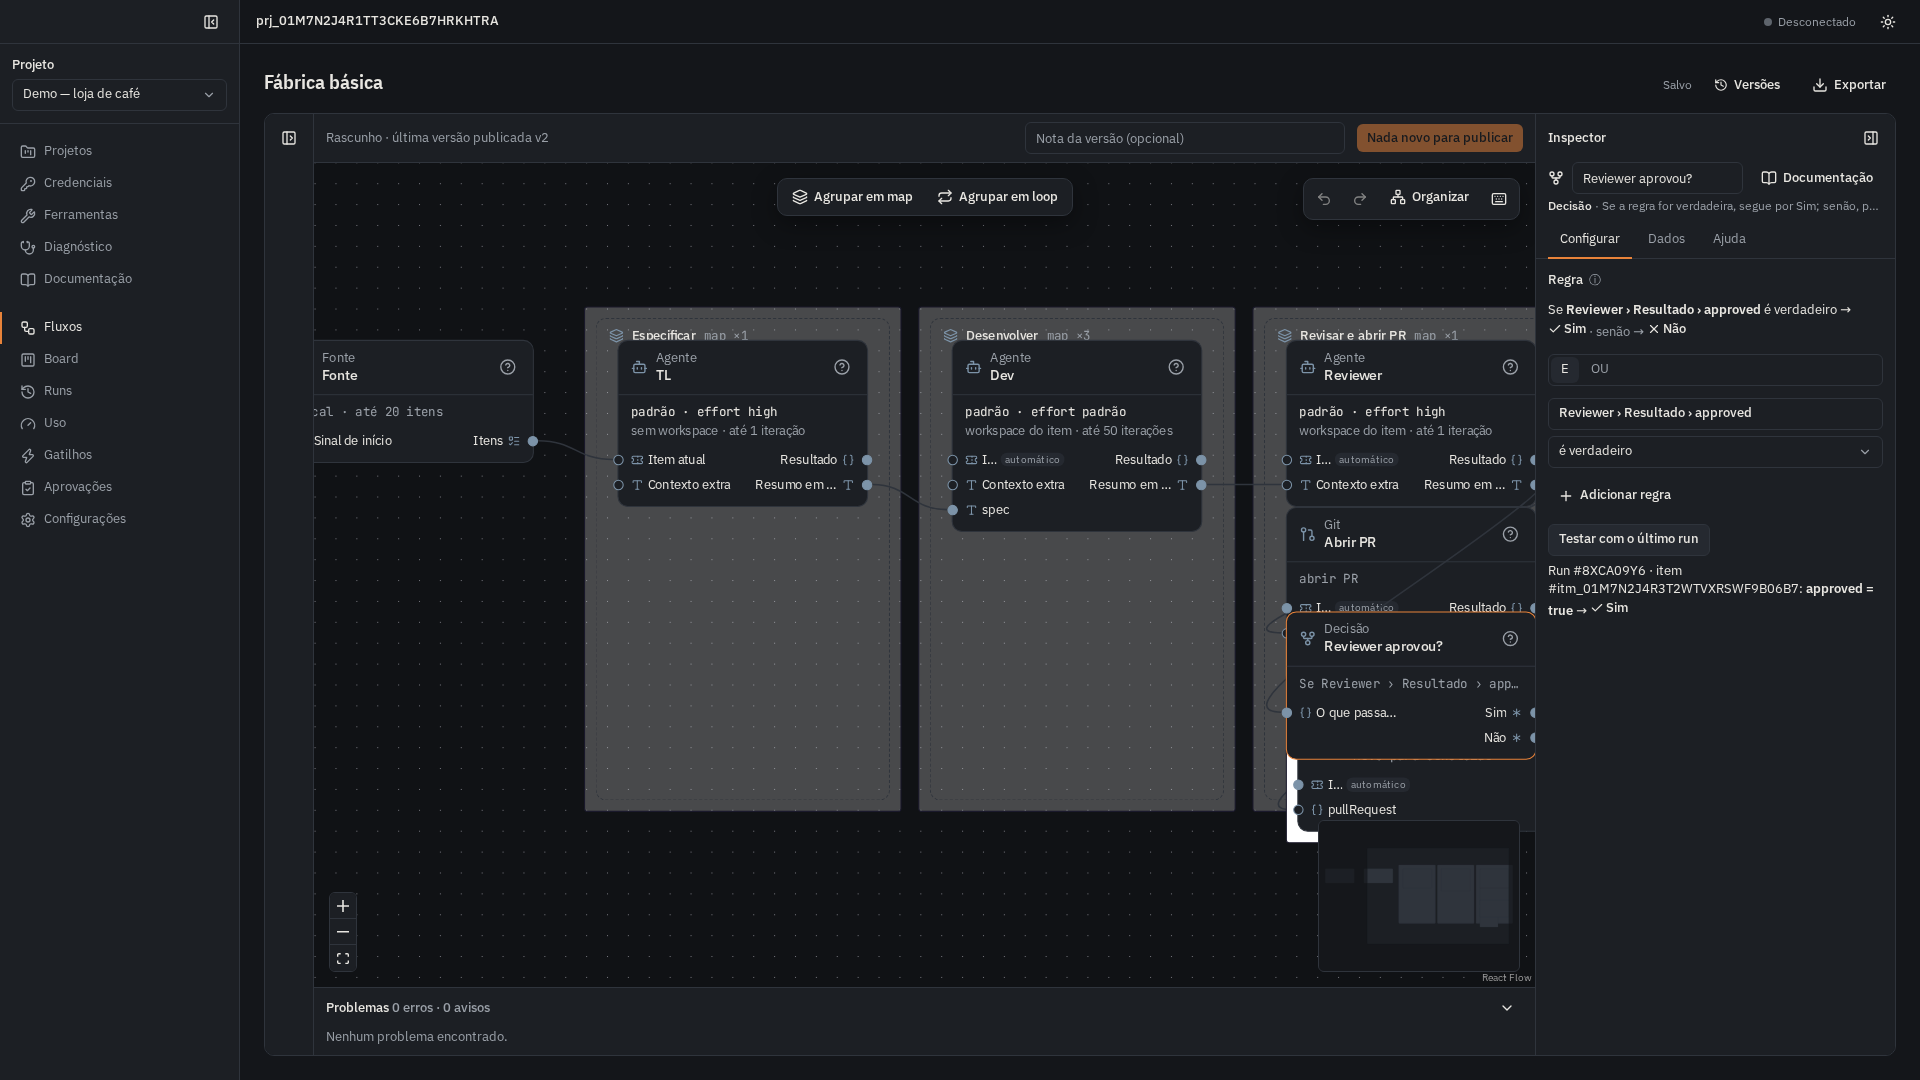 prj_01M7N2J4R1TT3CKE6B7HRKHTRA
Desconectado
Projeto
Demo — loja de café
Projetos
Credenciais
Ferramentas
Diagnóstico
Documentação
Fluxos
Board
Runs
Uso
Gatilhos
Aprovações
Configurações
Fábrica básica
Salvo
Versões
Exportar
Rascunho · última versão publicada v2
Nota da versão (opcional)
Nada novo para publicar
Agrupar em map
Agrupar em loop
Organizar
Fonte
Fonte
cal · até 20 itens
Sinal de início
Itens
Especificar map ×1
Agente
TL
padrão · effort high
sem workspace · até 1 iteração
Item atual
Resultado
Contexto extra
Resumo em ...
Desenvolver map ×3
Agente
Dev
padrão · effort padrão
workspace do item · até 50 iterações
I... automático
Resultado
Contexto extra
Resumo em ...
spec
Revisar e abrir PR map ×1
Agente
Reviewer
padrão · effort high
workspace do item · até 1 iteração
I... automático
Resultado
Contexto extra
Resumo em ...
Git
Abrir PR
abrir PR
I... automático
Resultado
Decisão
Reviewer aprovou?
Se Reviewer › Resultado › app…
O que passa...
Sim
Não
I... automático
pullRequest
React Flow
Problemas 0 erros · 0 avisos
Nenhum problema encontrado.
Inspector
Reviewer aprovou?
Documentação
Decisão · Se a regra for verdadeira, segue por Sim; senão, p...
Configurar
Dados
Ajuda
Regra
Se Reviewer › Resultado › approved é verdadeiro →
✓ Sim · senão → ✕ Não
E
OU
Reviewer › Resultado › approved
é verdadeiro
Adicionar regra
Testar com o último run
Run #8XCA09Y6 · item
#itm_01M7N2J4R3T2WTVXRSWF9B06B7: approved =
true → ✓ Sim